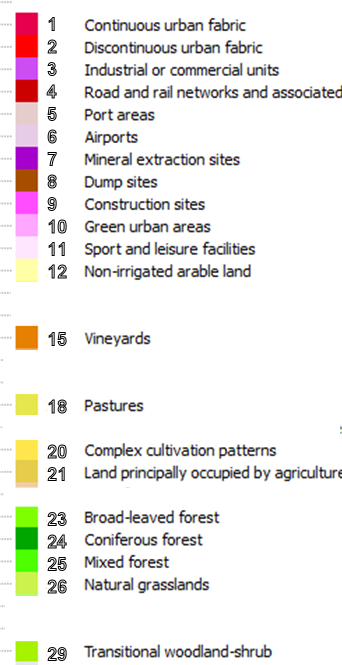 1 Continuous urban fabric
2 Discontinuous urban fabric
3 Industrial or commercial units
4 Road and rail networks and associated
5 Port areas
6 Airports
7 Mineral extraction sites
8 Dump sites
9 Construction sites
10 Green urban areas
11 Sport and leisure facilities
12 Non-irrigated arable land
15 Vineyards
18 Pastures
20 Complex cultivation patterns
21 Land principally occupied by agriculture
23 Broad-leaved forest
24 Coniferous forest
25 Mixed forest
26 Natural grasslands
29 Transitional woodland-shrub